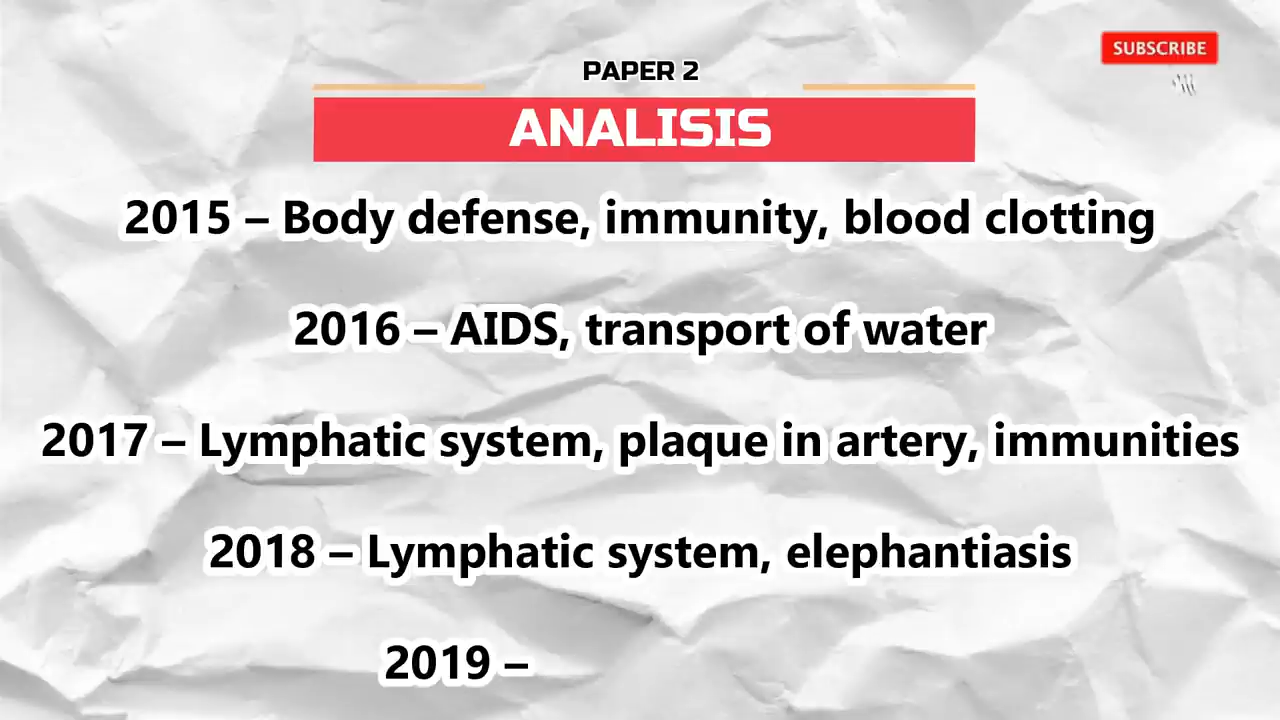 SUBSCRIBE
PAPER 2
ANALISIS
2015 – Body defense, immunity, blood clotting
2016 – AIDS, transport of water
2017 – Lymphatic system, plaque in artery, immunities
2018 – Lymphatic system, elephantiasis
2019 –